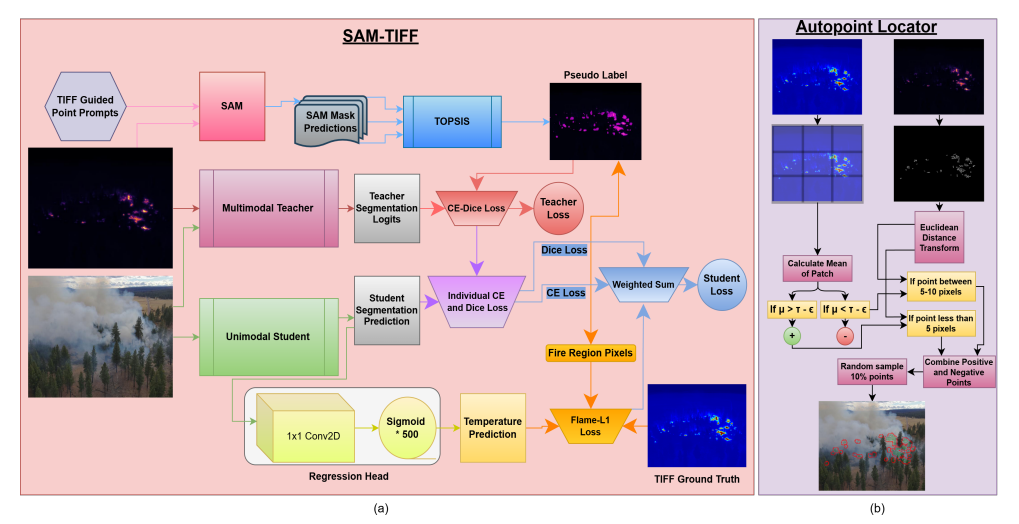 SAM-TIFF
TIFF Guided
Point Prompts
SAM
SAM Mask
Predictions
TOPSIS
Pseudo Label
Multimodal Teacher
Teacher
Segmentation
Logits
CE-Dice Loss
Teacher
Loss
Unimodal Student
Student
Segmentation
Prediction
Individual CE
and Dice Loss
Dice Loss
CE Loss
Weighted Sum
Student
Loss
Fire Region Pixels
1x1 Conv2D
Sigmoid
* 500
Regression Head
Temperature
Prediction
Flame-L1
Loss
TIFF Ground Truth
(a)
Autopoint Locator
Euclidean
Distance
Transform
Calculate Mean
of Patch
If μ > τ - ϵ
If μ < τ - ϵ
+
-
If point between
5-10 pixels
If point less than
5 pixels
Combine Positive
and Negative
Points
Random sample
10% points
(b)